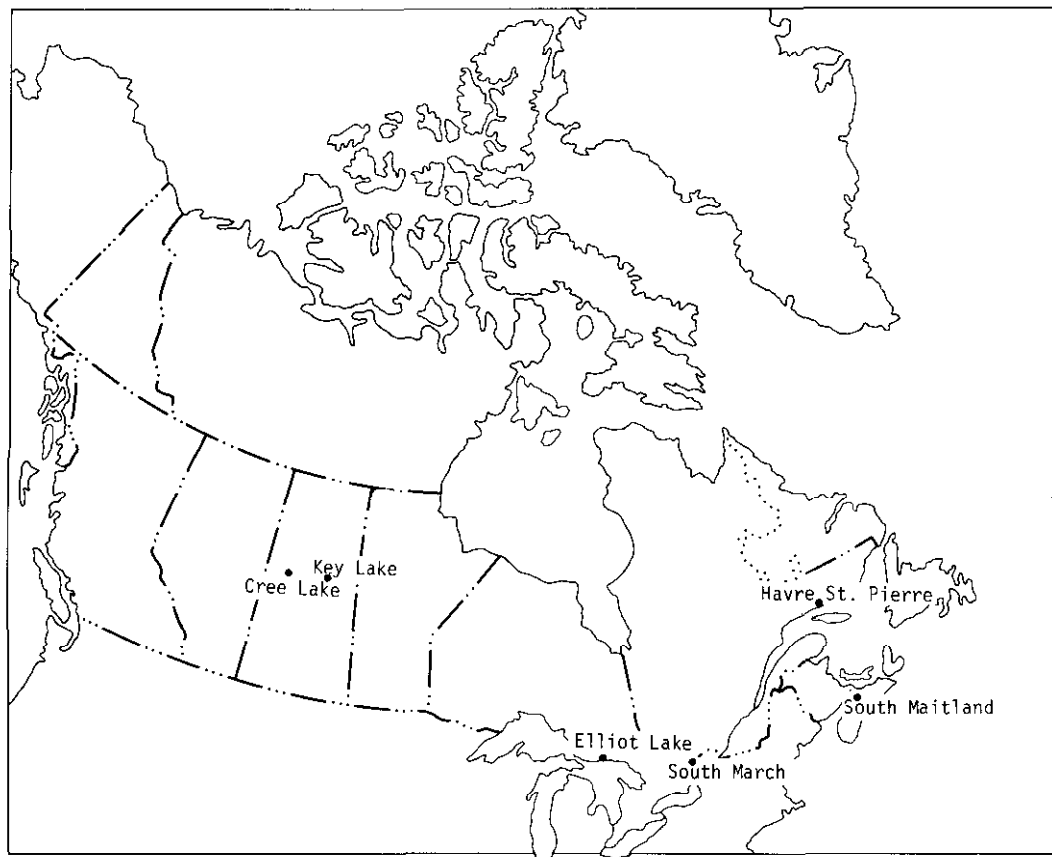 Key Lake
Cree Lake
Havre St. Pierre
South Maitland
Elliot Lake
South March